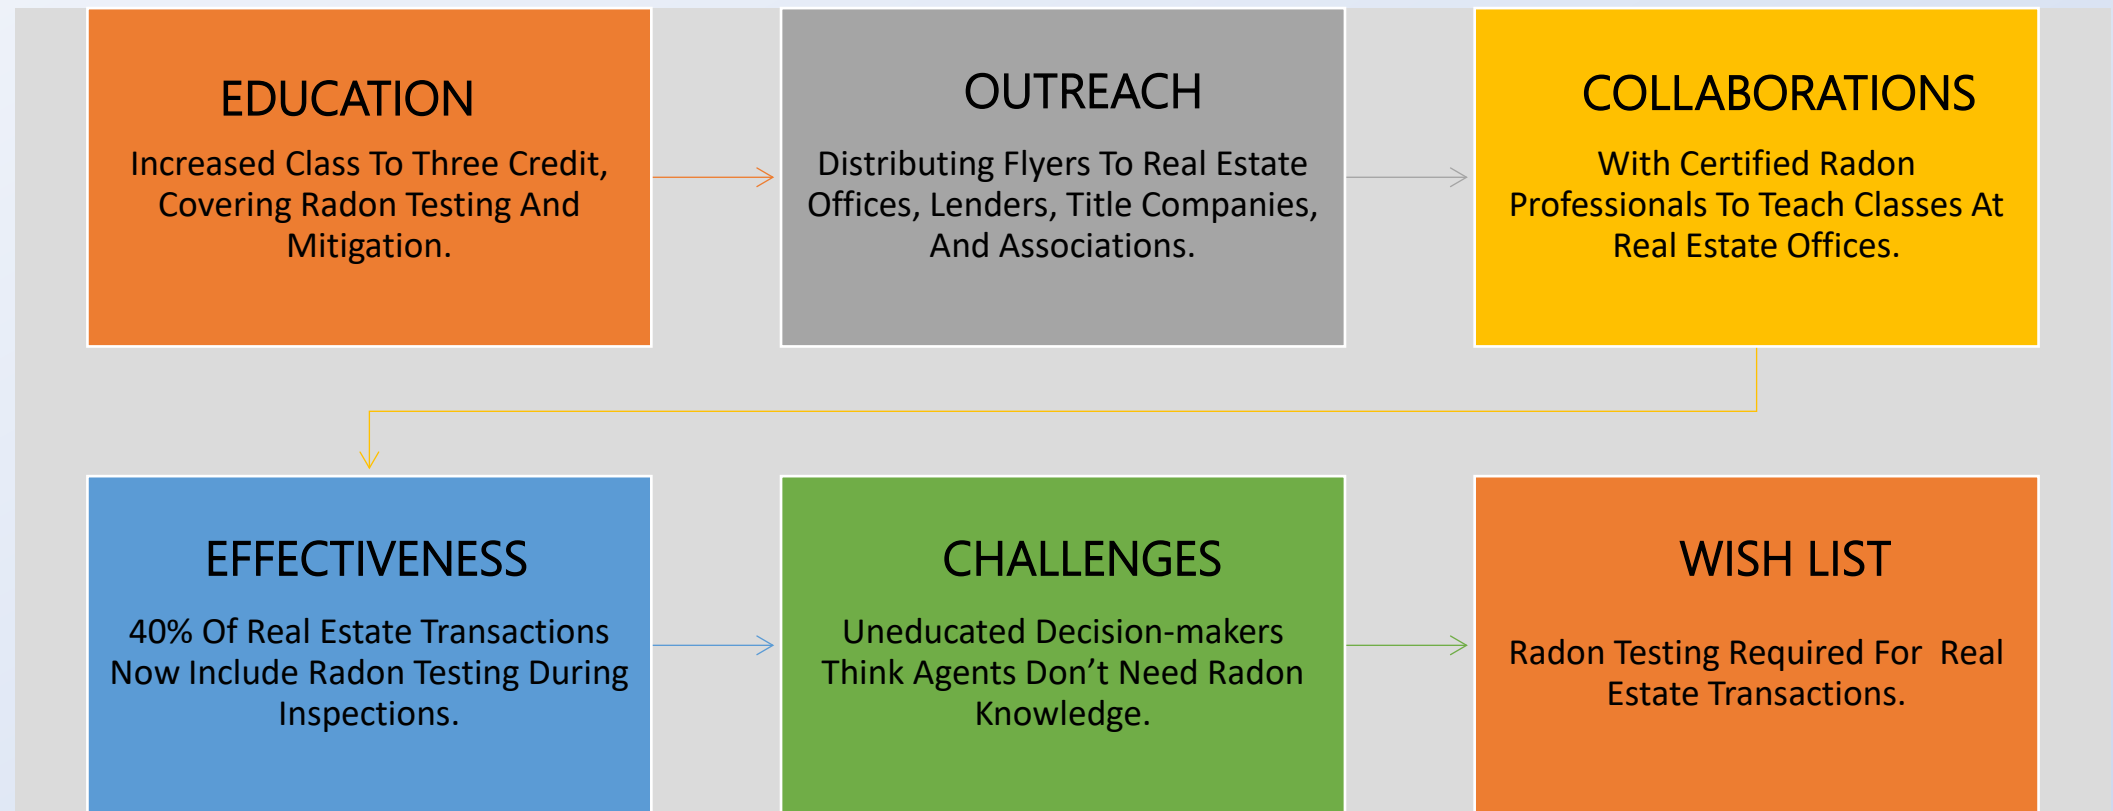 EDUCATION
Increased Class To Three Credit,
Covering Radon Testing And
Mitigation.
OUTREACH
Distributing Flyers To Real Estate
Offices, Lenders, Title Companies,
And Associations.
COLLABORATIONS
With Certified Radon
Professionals To Teach Classes At
Real Estate Offices.
EFFECTIVENESS
40% Of Real Estate Transactions
Now Include Radon Testing During
Inspections.
CHALLENGES
Uneducated Decision-makers
Think Agents Don’t Need Radon
Knowledge.
WISH LIST
Radon Testing Required For  Real
Estate Transactions.